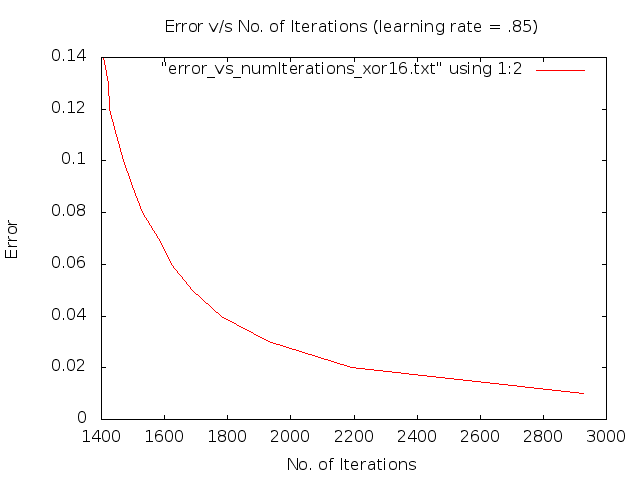 Error v/s No. of Iterations (learning rate = .85)
"error_vs_numIterations_xor16.txt" using 1:2
0.14
0.12
0.1
0.08
0.06
0.04
0.02
0
Error
1400 1600 1800 2000 2200 2400 2600 2800 3000
No. of Iterations